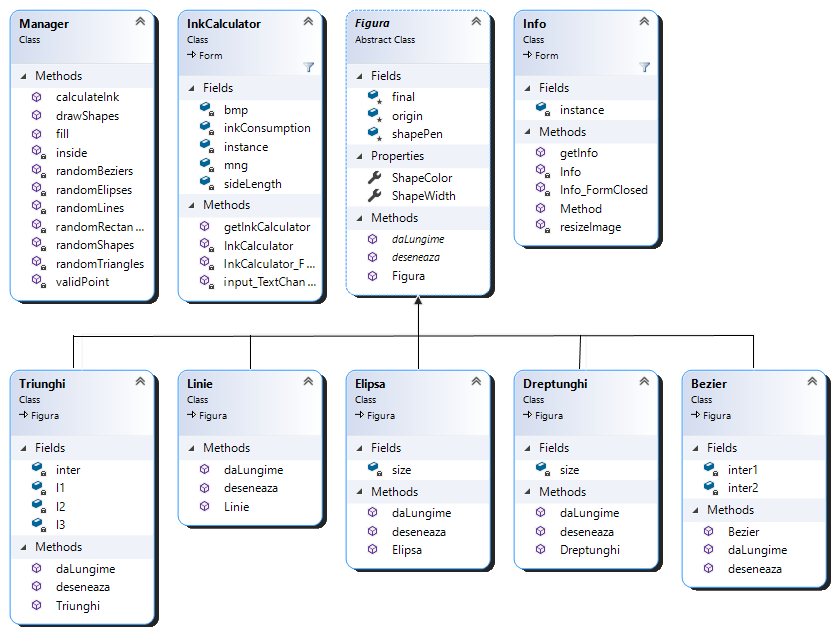 Manager
Class
Methods
calculateInk
drawShapes
fill
inside
randomBeziers
randomElipses
randomLines
randomRectan ...
randomShapes
randomTriangles
validPoint
InkCalculator
Class
Form
Fields
bmp
inkConsumption
instance
mng
sideLength
Methods
getInkCalculator
InkCalculator
InkCalculator_F ...
input_TextChan ...
Figura
Abstract Class
Fields
final
origin
shapePen
Properties
ShapeColor
ShapeWidth
Methods
daLungime
deseneaza
Figura
Info
Class
Form
Fields
instance
Methods
getInfo
Info
Info_FormClosed
Method
resizeImage
Triunghi
Class
Figura
Fields
inter
l1
l2
l3
Methods
daLungime
deseneaza
Triunghi
Linie
Class
Figura
Methods
daLungime
deseneaza
Linie
Elipsa
Class
Figura
Fields
size
Methods
daLungime
deseneaza
Elipsa
Dreptunghi
Class
Figura
Fields
size
Methods
daLungime
deseneaza
Dreptunghi
Bezier
Class
Figura
Fields
inter1
inter2
Methods
Bezier
daLungime
deseneaza